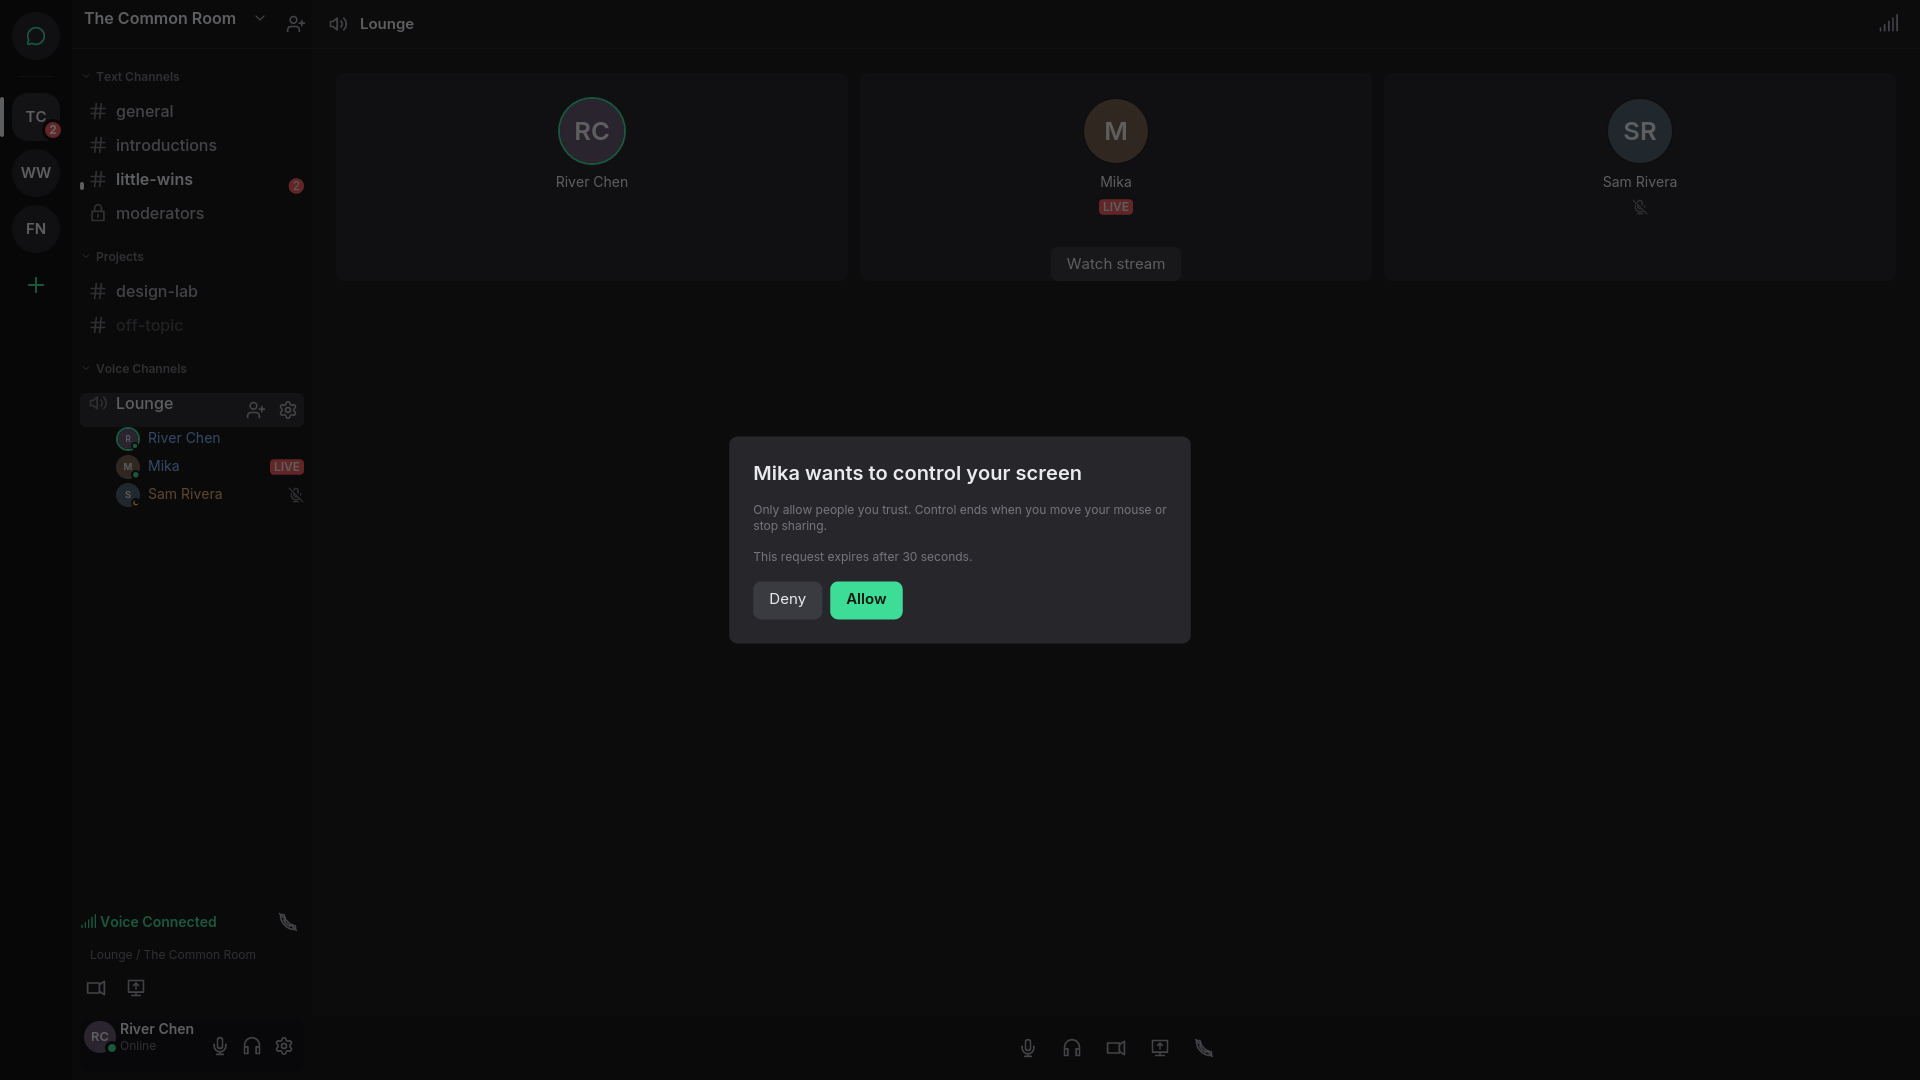 The Common Room
Lounge
TC
2
WW
FN
Text Channels
general
introductions
little-wins
2
moderators
Projects
design-lab
off-topic
Voice Channels
Lounge
R
River Chen
M
Mika
LIVE
S
Sam Rivera
RC
River Chen
M
Mika
LIVE
Watch stream
SR
Sam Rivera
Mika wants to control your screen
Only allow people you trust. Control ends when you move your mouse or
stop sharing.
This request expires after 30 seconds.
Deny
Allow
Voice Connected
Lounge / The Common Room
RC
River Chen
Online